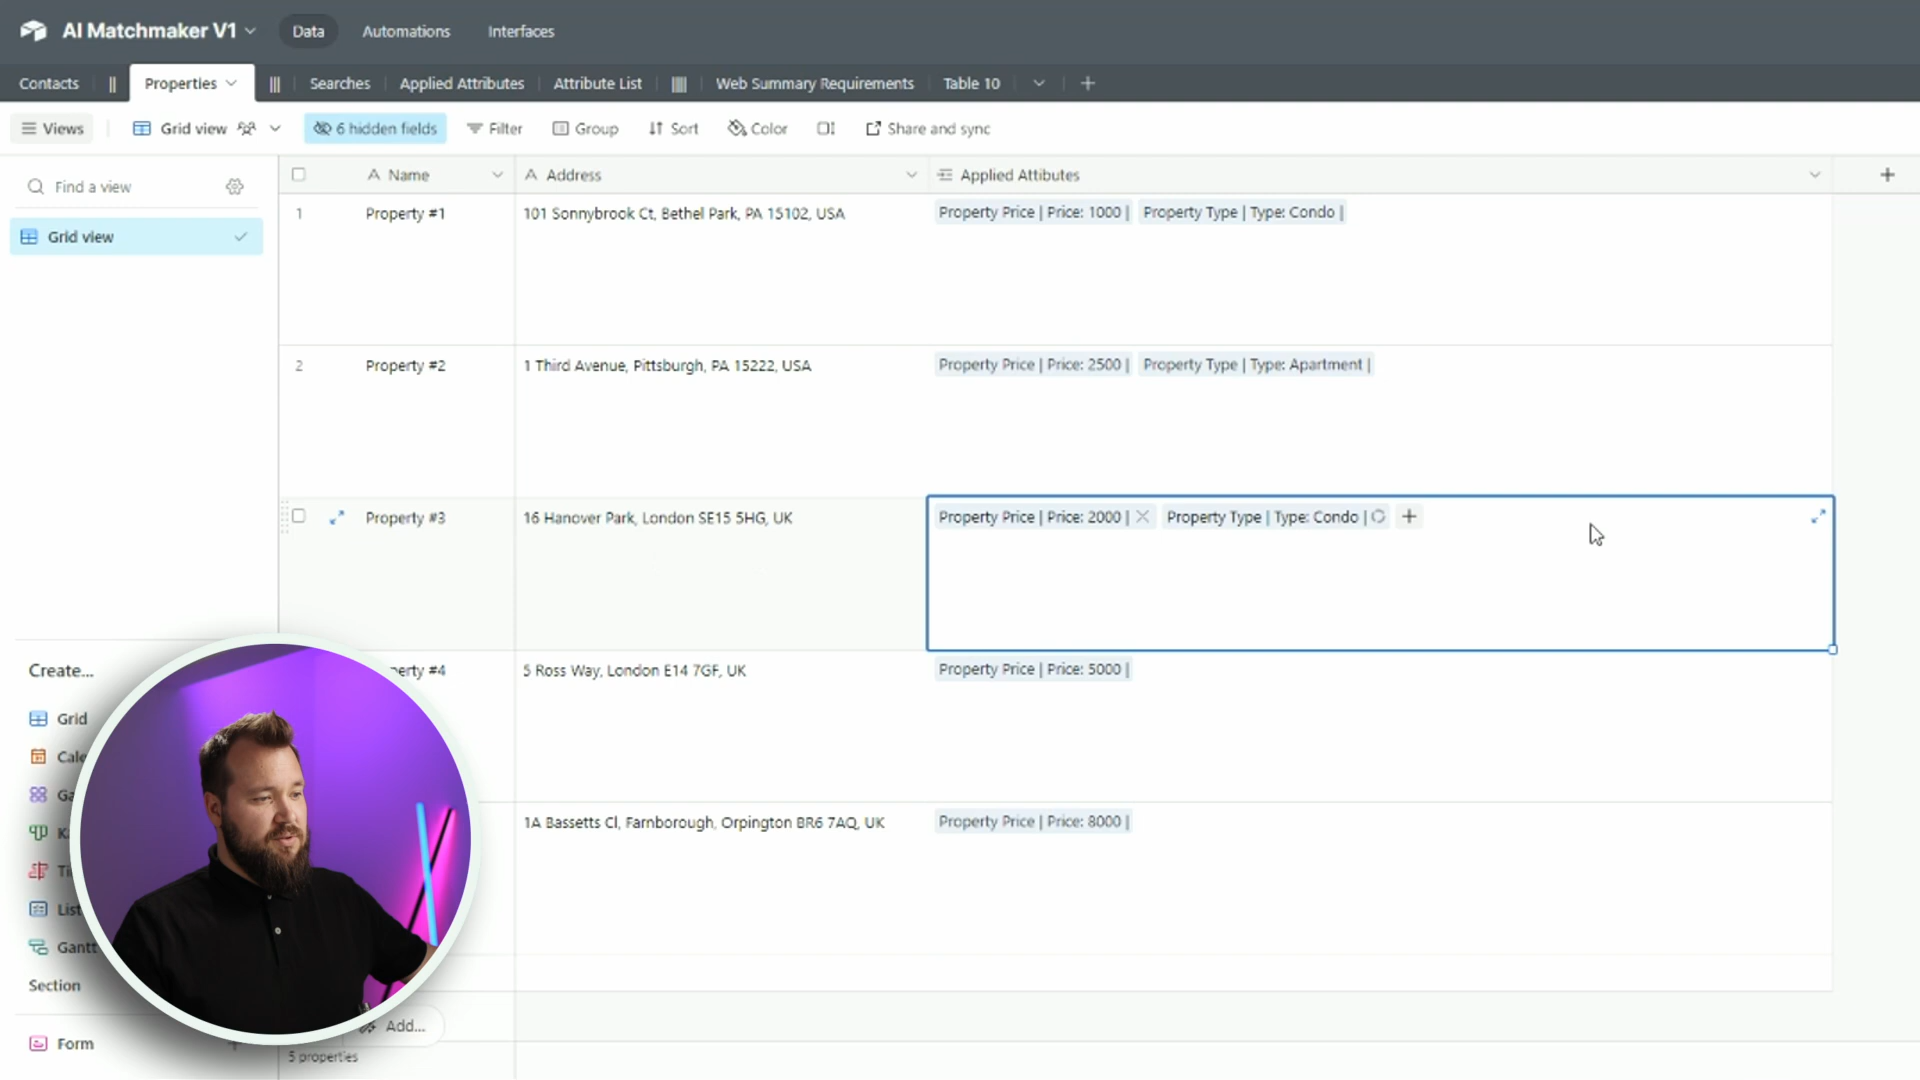 AI Matchmaker V1 Data Automations Interfaces
Contacts Properties Searches Applied Attributes Attribute List Web Summary Requirements Table 10
Views Grid view 6 hidden fields Filter Group Sort Color Share and sync
Find a view
Grid view
Create...
Grid
List
Gantt
Section
Form
Name Address Applied Attibutes
1 Property #1 101 Sonnybrook Ct, Bethel Park, PA 15102, USA Property Price | Price: 1000 | Property Type | Type: Condo |
2 Property #2 1 Third Avenue, Pittsburgh, PA 15222, USA Property Price | Price: 2500 | Property Type | Type: Apartment |
Property #3 16 Hanover Park, London SE15 5HG, UK Property Price | Price: 2000 | Property Type | Type: Condo |
erty #4 5 Ross Way, London E14 7GF, UK Property Price | Price: 5000 |
1A Bassetts Cl, Farnborough, Orpington BR6 7AQ, UK Property Price | Price: 8000 |
Add...
5 properties